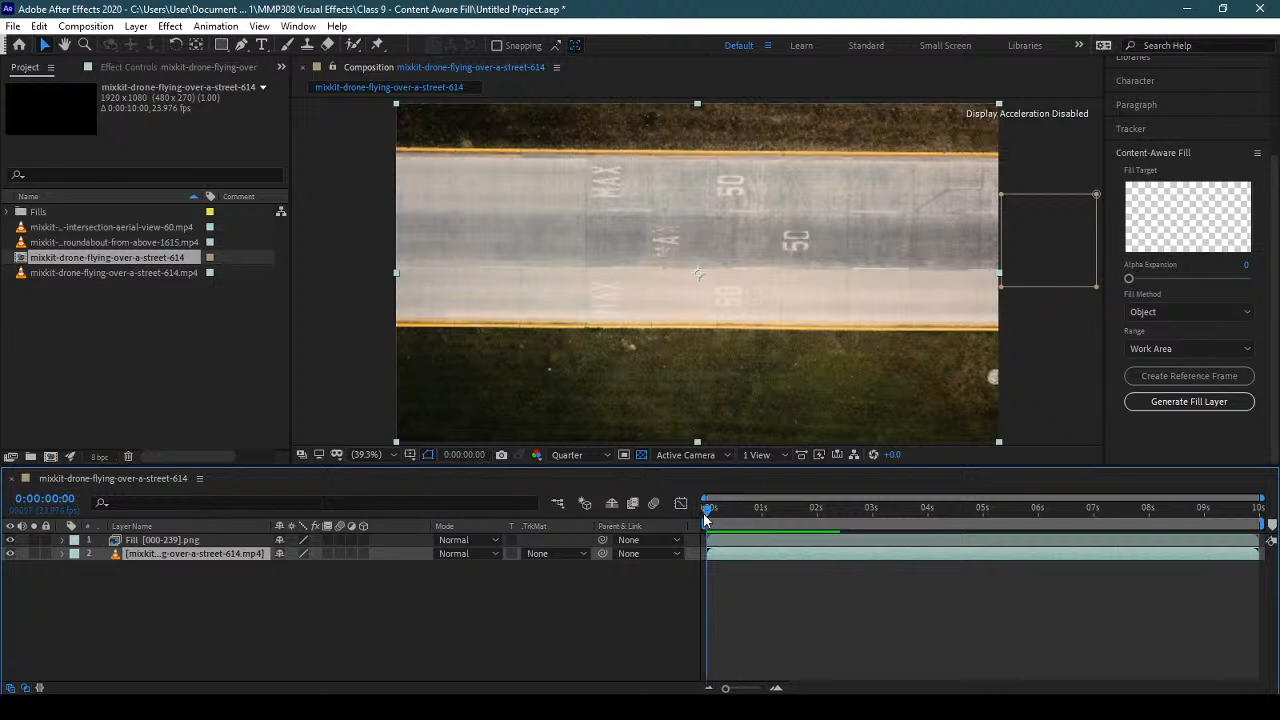 Adobe After Effects 2020 - C:\Users\User\Document ... 1\MMP308 Visual Effects\Class 9 - Content Aware Fill\Untitled Project.aep *
File Edit Composition Layer Effect Animation View Window Help
Snapping
Default Learn Standard Small Screen Libraries Search Help
Project Effect Controls mixkit-drone-flying-over
Composition mixkit-drone-flying-over-a-street-614
mixkit-drone-flying-over-a-street-614
1920 x 1080 (480 x 270) (1.00)
Δ 0:00:10:00, 23.976 fps
mixkit-drone-flying-over-a-street-614
Display Acceleration Disabled
MAX 50
MAX 50
MAX 50
Name Comment
Fills
mixkit-...-intersection-aerial-view-60.mp4
mixkit-...roundabout-from-above-1615.mp4
mixkit-drone-flying-over-a-street-614
mixkit-drone-flying-over-a-street-614.mp4
8 bpc
(39.3%) 0:00:00:00 Quarter Active Camera 1 View +0.0
Libraries
Character
Paragraph
Tracker
Content-Aware Fill
Fill Target
Alpha Expansion 0
Fill Method
Object
Range
Work Area
Create Reference Frame
Generate Fill Layer
mixkit-drone-flying-over-a-street-614
0:00:00:00
(23.976 fps)
01s 02s 03s 04s 05s 06s 07s 08s 09s 10s
# Layer Name Mode T TrkMat Parent & Link
1 Fill [000-239].png Normal None
2 [mixkit...g-over-a-street-614.mp4] Normal None None